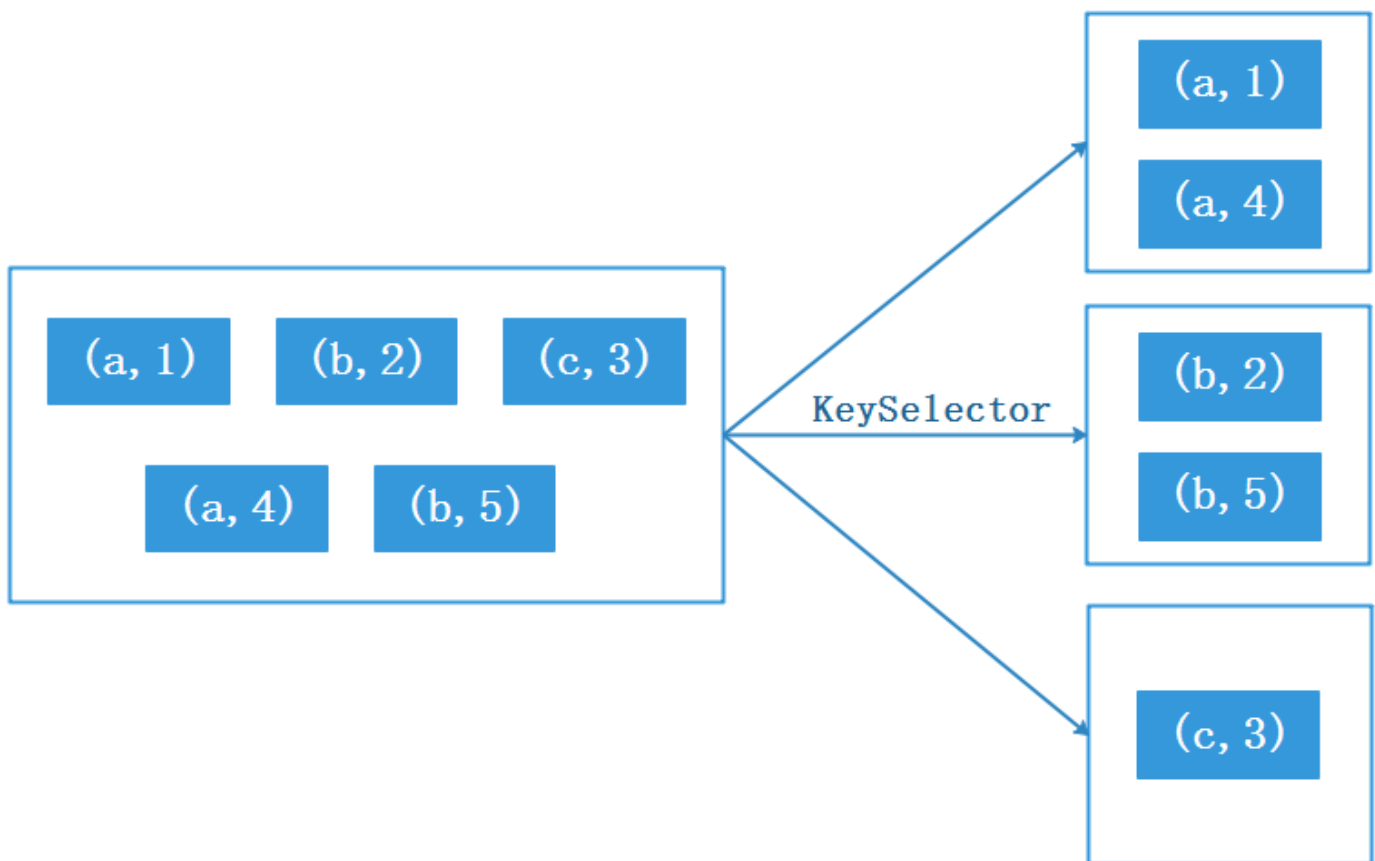 (a, 1)
(b, 2)
(c, 3)
(a, 4)
(b, 5)
KeySelector
(a, 1)
(a, 4)
(b, 2)
(b, 5)
(c, 3)